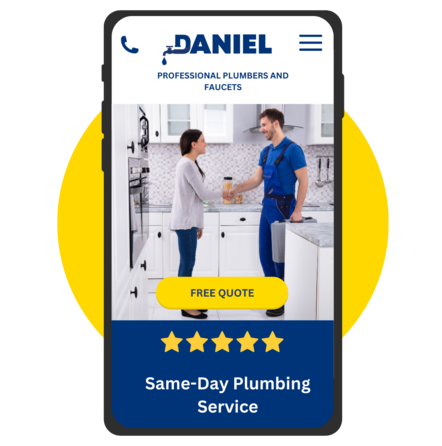 DANIEL
PROFESSIONAL PLUMBERS AND
FAUCETS
FREE QUOTE
Same-Day Plumbing
Service